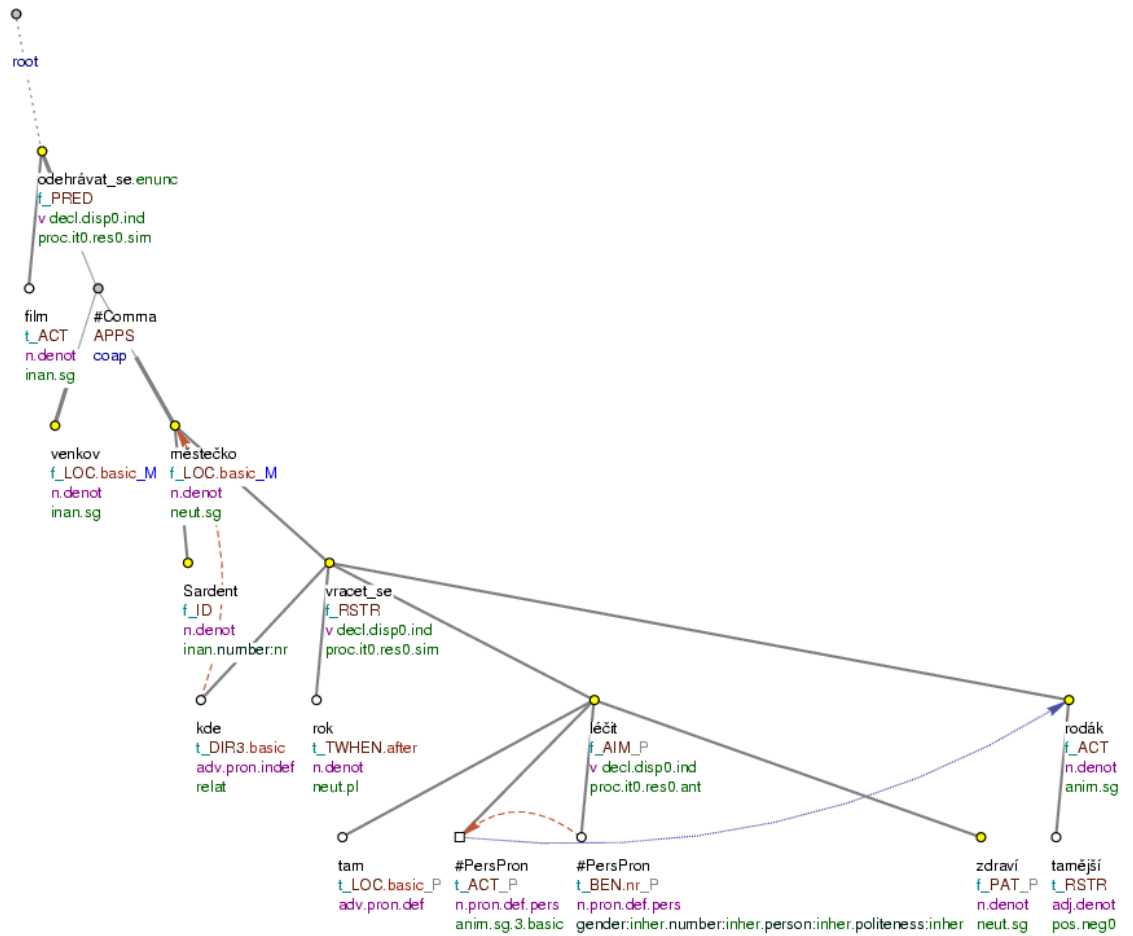 root
odehrávat_se.enunc
f_PRED
v decl.disp0.ind
proc.it0.res0.sim
film
t_ACT
n.denot
inan.sg
#Comma
APPS
coap
venkov
f_LOC.basic_M
n.denot
inan.sg
městečko
f_LOC.basic_M
n.denot
neut.sg
Sardent
f_ID
n.denot
inan.number:nr
vracet_se
f_RSTR
v decl.disp0.ind
proc.it0.res0.sim
kde
t_DIR3.basic
adv.pron.indef
relat
rok
t_TWHEN.after
n.denot
neut.pl
léčit
f_AIM_P
v decl.disp0.ind
proc.it0.res0.ant
rodák
f_ACT
n.denot
anim.sg
tam
t_LOC.basic_P
adv.pron.def
#PersPron
t_ACT_P
n.pron.def.pers
anim.sg.3.basic
#PersPron
t_BEN.nr_P
n.pron.def.pers
gender:inher.number:inher.person:inher.politeness:inher
zdraví
f_PAT_P
n.denot
neut.sg
tamější
t_RSTR
adj.denot
pos.neg0